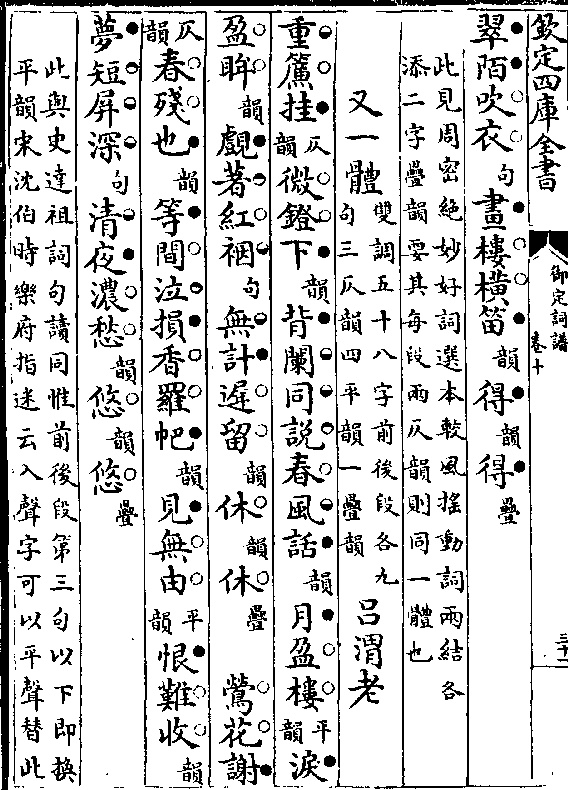 欽定四庫全書
御定詞譜
卷十
三十二
翠陌吹衣句畫樓橫笛韻得韻得疊
此見周密絶妙好詞選本較風搖動詞兩結各
添二字疊韻耍其每段兩仄韻則同一體也
又一體
雙調五十八字前後段各九
句三仄韻四平韻一疊韻
吕渭老
重簾挂仄韻微鐙下韻背闌同說春風話韻月盈樓平韻淚
盈眸韻覷著紅裀句無計遲留韻休韻休疊 鶯花謝
仄韻春殘也韻等閒泣損香羅帊韻見無由平韻恨難收韻
夢短屏深句清夜濃愁韻悠韻悠疊
此與史達祖詞句讀同惟前後段第三句以下即換
平韻宋沈伯時樂府指迷云入聲字可以平聲替此